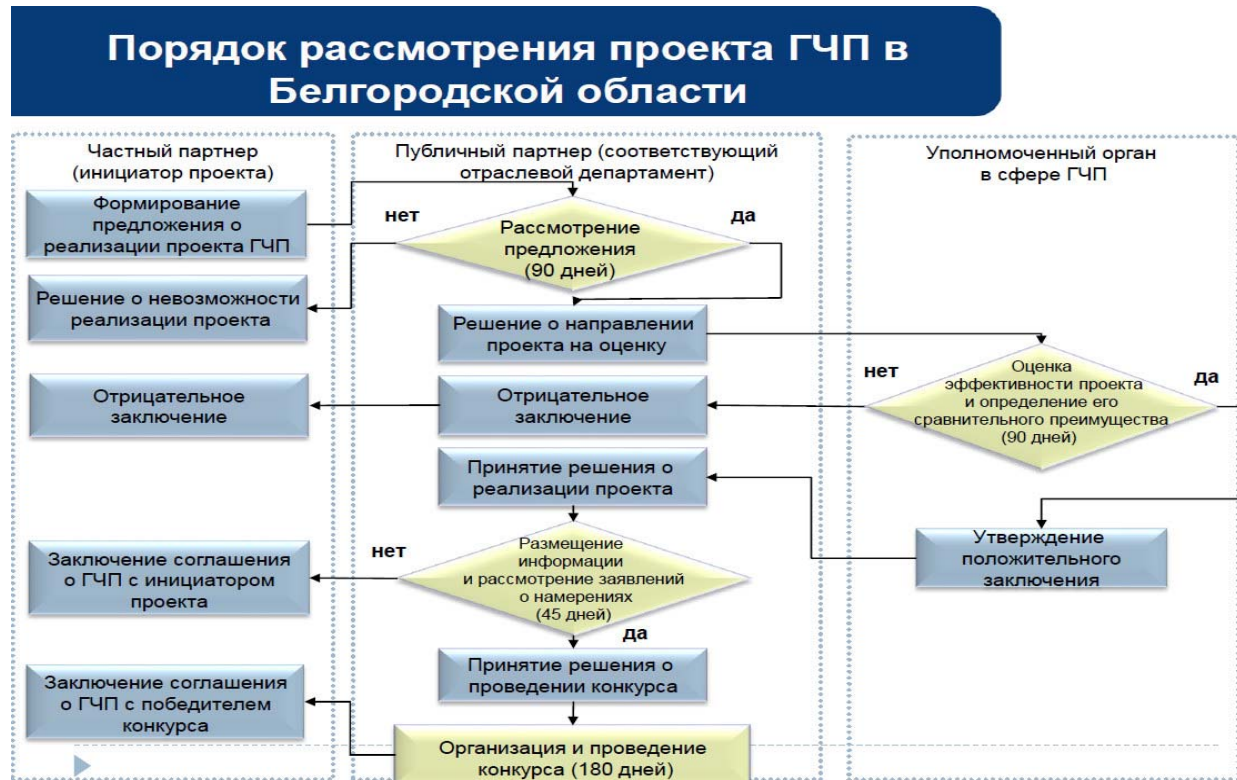 Порядок рассмотрения проекта ГЧП в
Белгородской области
Частный партнер
(инициатор проекта)
Публичный партнер (соответствующий
отраслевой департамент)
Уполномоченный орган
в сфере ГЧП
Формирование
предложения о
реализации проекта ГЧП
нет
да
Рассмотрение
предложения
(90 дней)
Решение о невозможности
реализации проекта
Решение о направлении
проекта на оценку
нет
да
Оценка
эффективности проекта
и определение его
сравнительного преимущества
(90 дней)
Отрицательное
заключение
Отрицательное
заключение
Принятие решения о
реализации проекта
Утверждение
положительного
заключения
нет
Размещение
информации
и рассмотрение заявлений
о намерениях
(45 дней)
да
Заключение соглашения
о ГЧП с инициатором
проекта
Принятие решения о
проведении конкурса
Заключение соглашения
о ГЧП с победителем
конкурса
Организация и проведение
конкурса (180 дней)